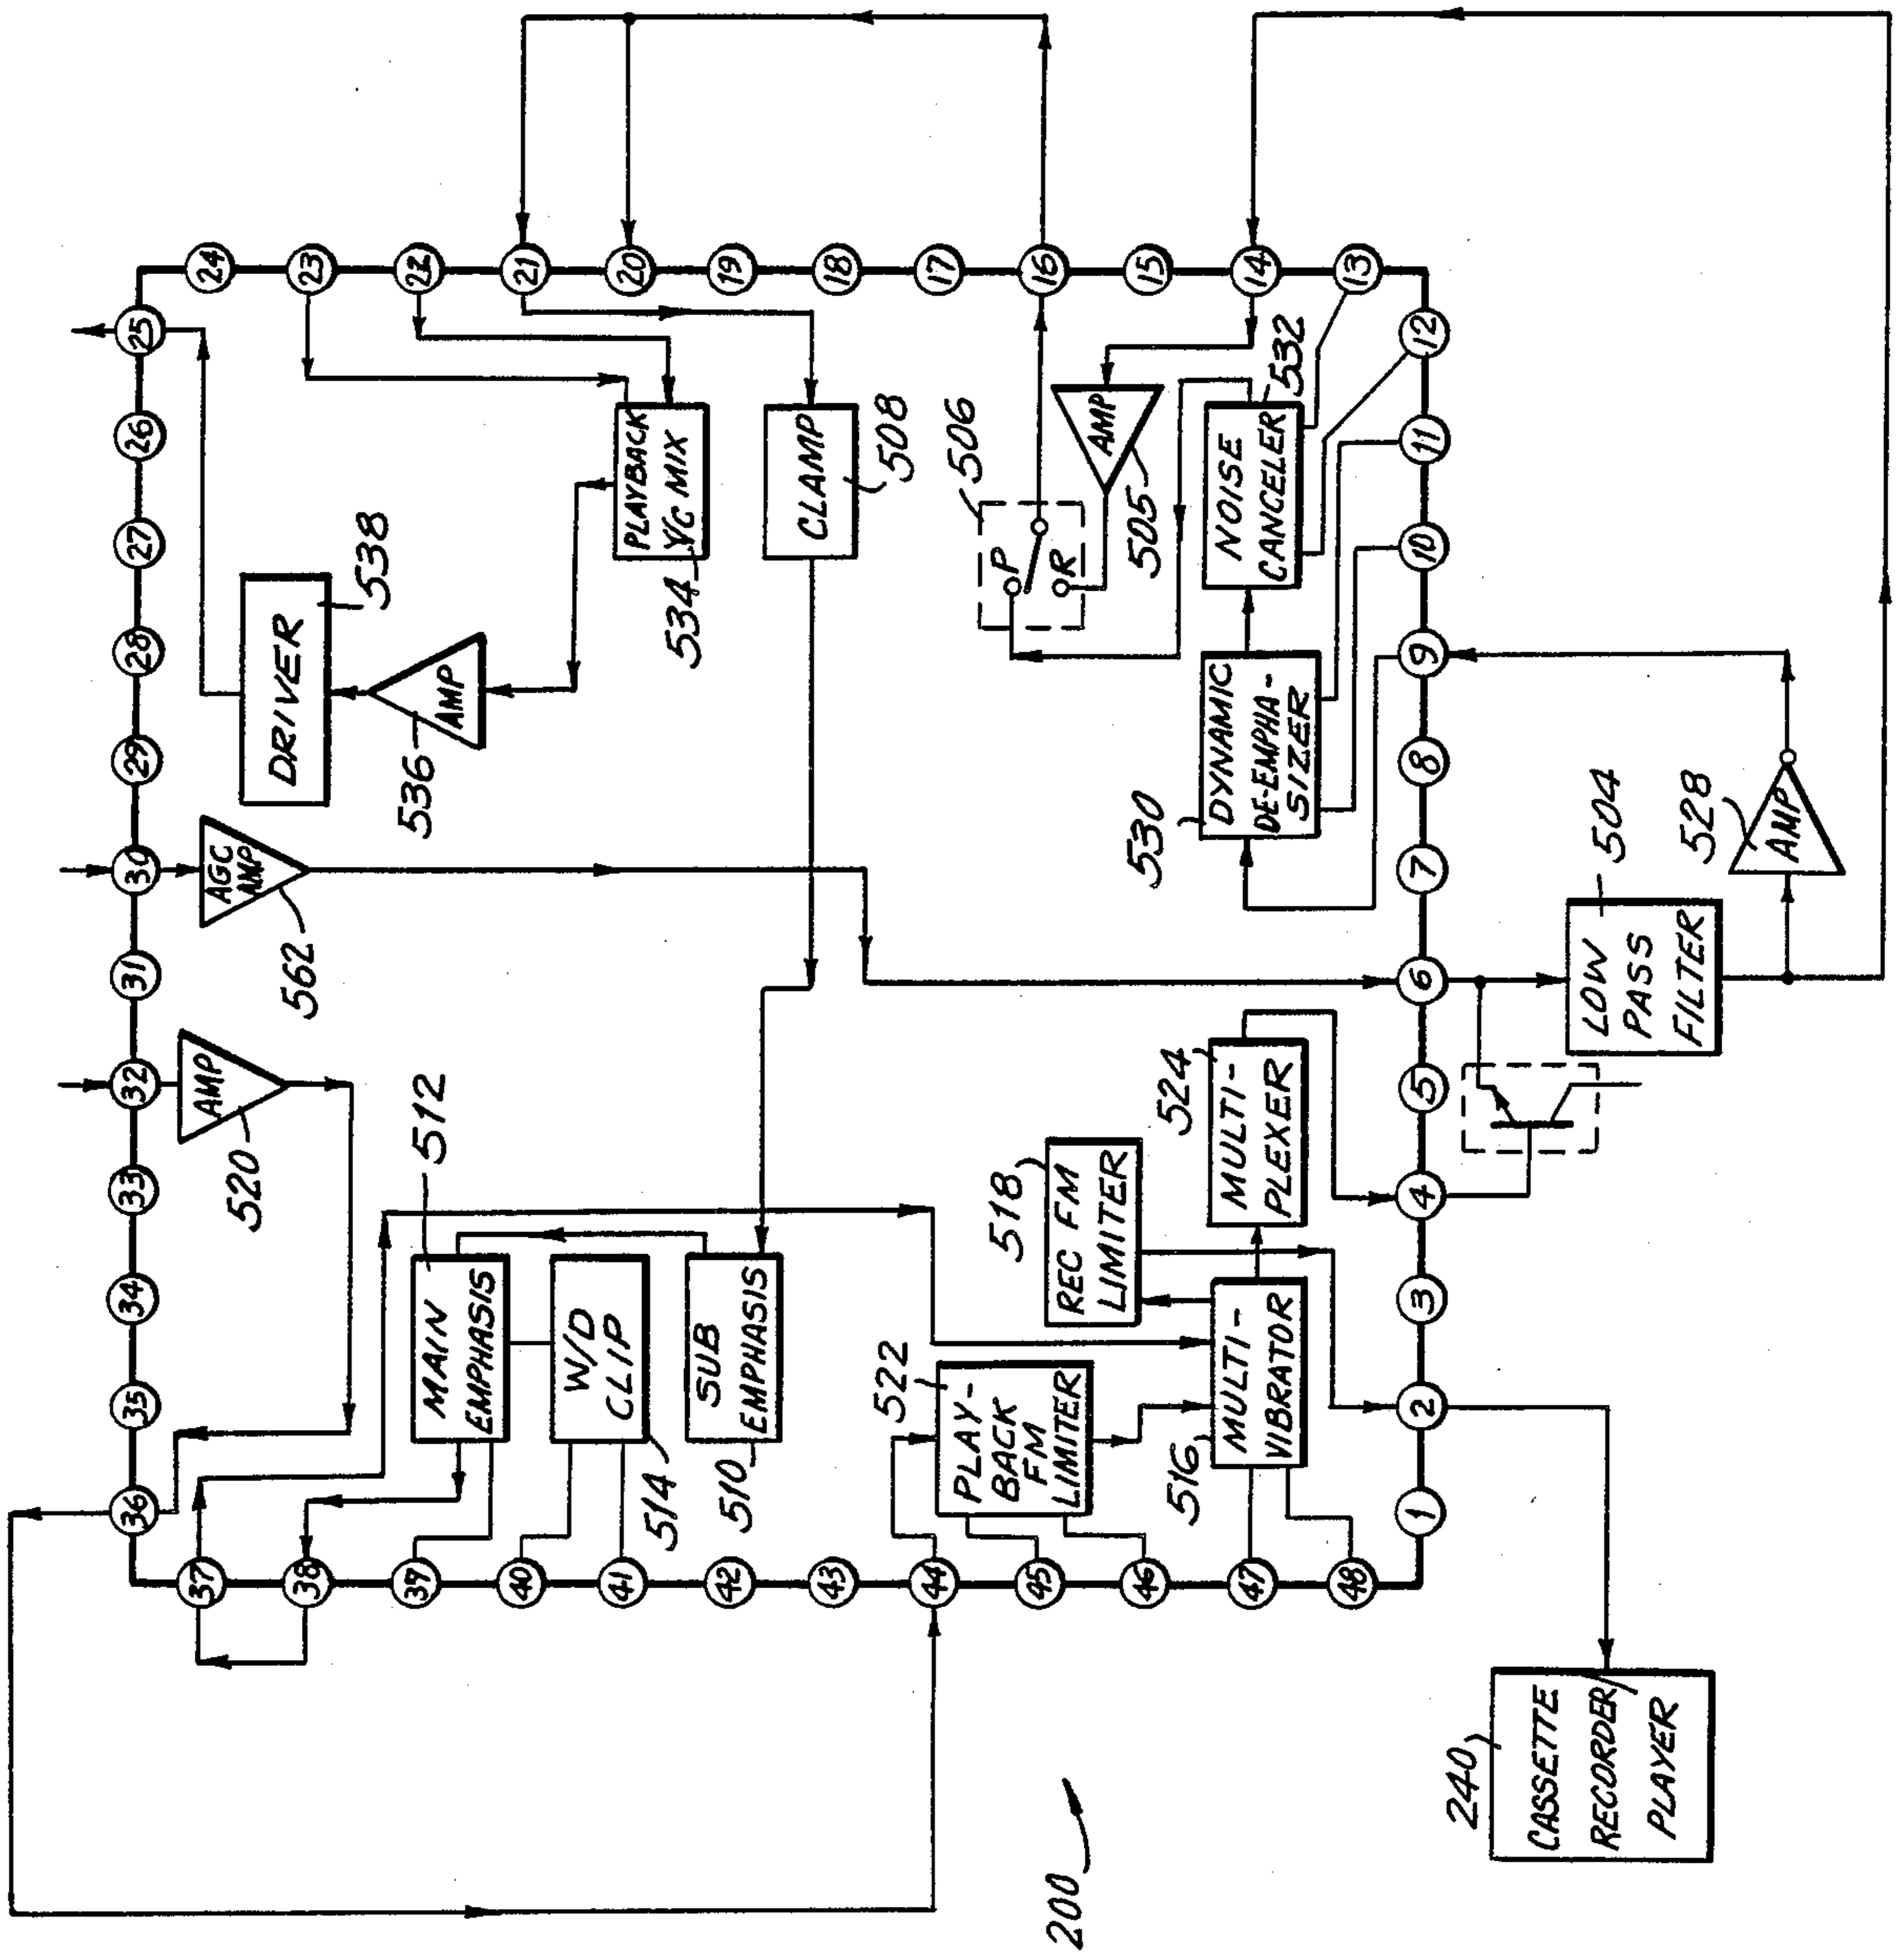 36
35
34
33
32
31
30
29
28
27
26
25
24
23
22
21
20
19
18
17
16
15
14
13
12
11
10
9
8
7
6
5
4
3
2
1
48
47
46
45
44
43
42
41
40
39
38
37
AMP
520
AGC
AMP
562
DRIVER
538
AMP
536
PLAYBACK
Y/C MIX
534
CLAMP
508
MAIN
EMPHASIS
512
W/D
CLIP
514
SUB
EMPHASIS
510
PLAY-
BACK
FM
LIMITER
522
REC FM
LIMITER
518
MULTI-
VIBRATOR
516
MULTI-
PLEXER
524
506
P
R
AMP
505
NOISE
CANCELER
532
DYNAMIC
DE-EMPHA-
SIZER
530
LOW
PASS
FILTER
504
AMP
528
CASSETTE
RECORDER/
PLAYER
240
200